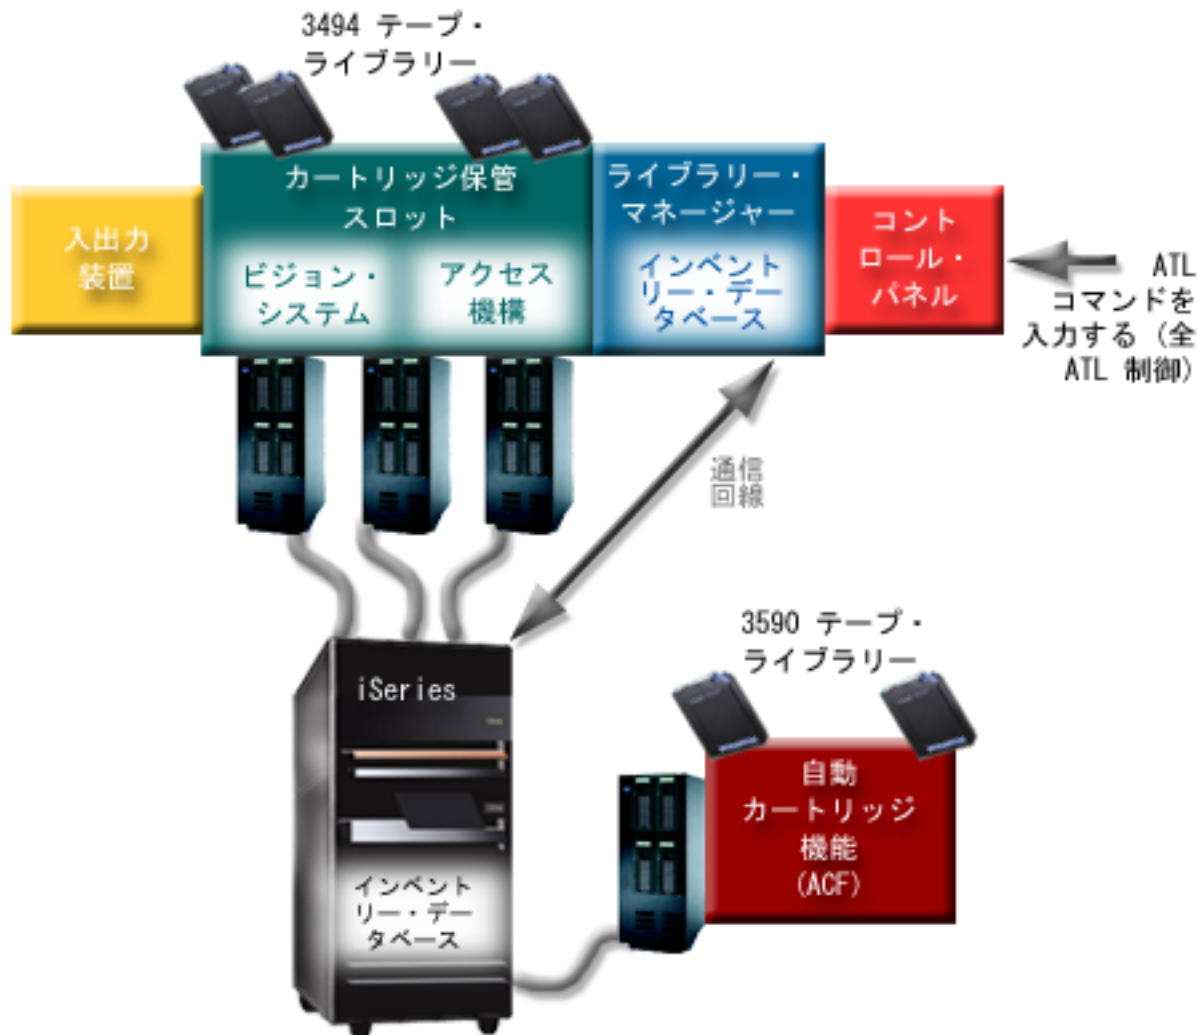 3494 テープ・
ライブラリー
カートリッジ保管
スロット
ライブラリー・
マネージャー
入出力
装置
ビジョン・
システム
アクセス
機構
インベント
リー・デー
タベース
コント
ロール・
パネル
ATL
コマンドを
入力する (全
ATL 制御)
通信
回線
3590 テープ・
ライブラリー
iSeries
自動
カートリッジ
機能
(ACF)
インベント
リー・デー
タベース